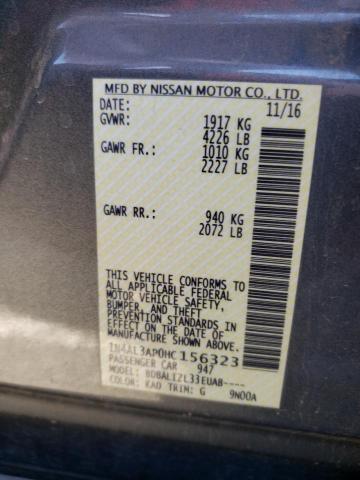 MFD BY NISSAN MOTOR CO., LTD.
DATE: 11/16
GVWR: 1917 KG
4226 LB
GAWR FR.: 1010 KG
2227 LB
GAWR RR.: 940 KG
2072 LB
THIS VEHICLE CONFORMS TO
ALL APPLICABLE FEDERAL
MOTOR VEHICLE SAFETY,
BUMPER, AND THEFT
PREVENTION STANDARDS
IN EFFECT ON THE DATE OF
MANUFACTURE SHOWN ABOVE.
1N4AL3AP0HC156323
PASSENGER CAR 947
MODEL: BDBALIZL33EUA8----
COLOR: KAD TRIM: G 9N00A